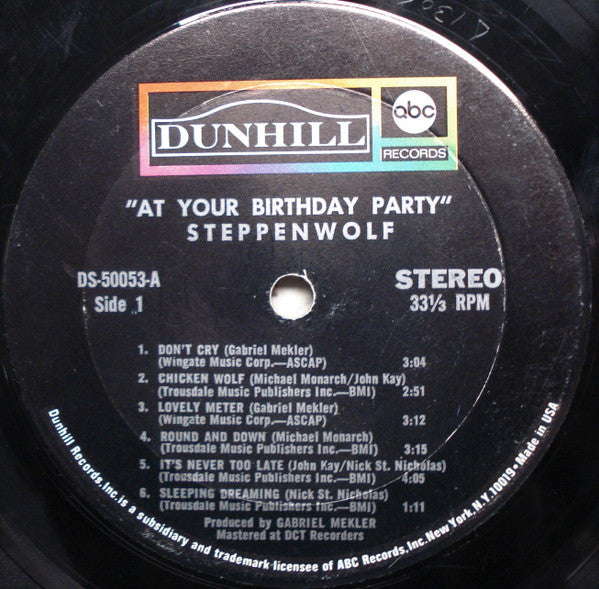 DUNHILL
abc
RECORDS
"AT YOUR BIRTHDAY PARTY"
STEPPENWOLF
DS-50053-A
Side 1
STEREO
33⅓ RPM
1. DON'T CRY (Gabriel Mekler)
(Wingate Music Corp.—ASCAP) 3:04
2. CHICKEN WOLF (Michael Monarch/John Kay)
(Trousdale Music Publishers Inc.—BMI) 2:51
3. LOVELY METER (Gabriel Mekler)
(Wingate Music Corp.—ASCAP) 3:12
4. ROUND AND DOWN (Michael Monarch)
(Trousdale Music Publishers Inc.—BMI) 3:15
5. IT'S NEVER TOO LATE (John Kay/Nick St. Nicholas)
(Trousdale Music Publishers Inc.—BMI) 4:05
6. SLEEPING DREAMING (Nick St. Nicholas)
(Trousdale Music Publishers Inc.—BMI) 1:11
Produced by GABRIEL MEKLER
Mastered at DCT Recorders
Dunhill Records, Inc. is a subsidiary and trademark licensee of ABC Records, Inc. New York, N.Y. 10019 • Made in USA